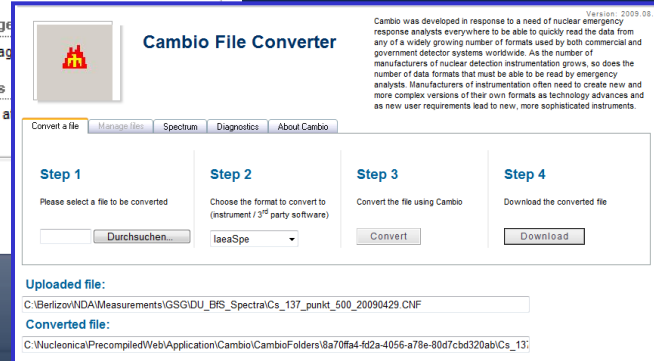 Version: 2009.08.
Cambio File Converter
Cambio was developed in response to a need of nuclear emergency
response analysts everywhere to be able to quickly read the data from
any of a widely growing number of formats used by both commercial and
government detector systems worldwide. As the number of
manufacturers of nuclear detection instrumentation grows, so does the
number of data formats that must be able to be read by emergency
analysts. Manufacturers of instrumentation often need to create new and
more complex versions of their own formats as technology advances and
as new user requirements lead to new, more sophisticated instruments.
Convert a file
Manage files
Spectrum
Diagnostics
About Cambio
Step 1
Please select a file to be converted
Durchsuchen...
Step 2
Choose the format to convert to
(instrument / 3rd party software)
IaeaSpe
Step 3
Convert the file using Cambio
Convert
Step 4
Download the converted file
Download
Uploaded file:
C:\Berlizov\NDA\Measurements\GSG\DU_BfS_Spectra\Cs_137_punkt_500_20090429.CNF
Converted file:
C:\Nucleonica\PrecompiledWeb\Application\Cambio\CambioFolders\8a70ffa4-fd2a-4056-a78e-80d7cbd320ab\Cs_137